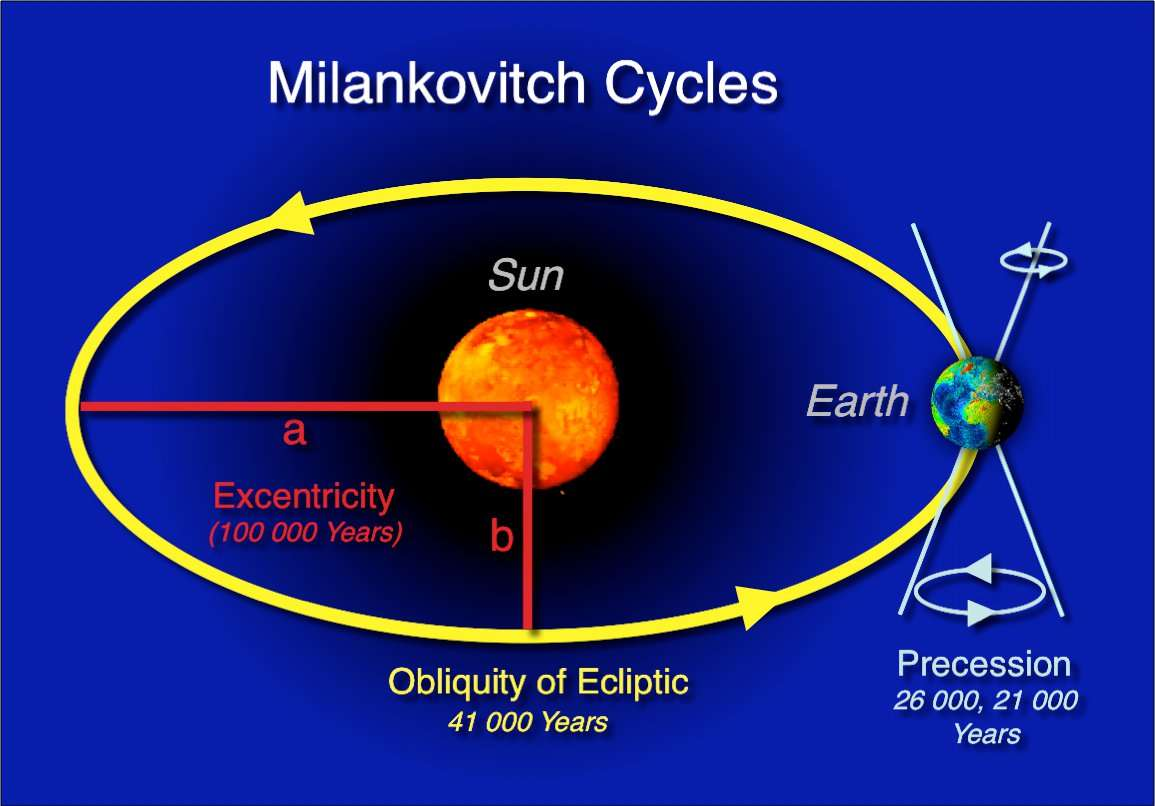 Milankovitch Cycles
Sun
Earth
a
Excentricity
(100 000 Years)
b
Obliquity of Ecliptic
41 000 Years
Precession
26 000, 21 000
Years